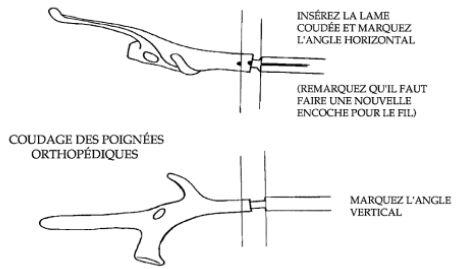 INSÉREZ LA LAME
COUDÉE ET MARQUEZ
L'ANGLE HORIZONTAL
(REMARQUEZ QU'IL FAUT
FAIRE UNE NOUVELLE
ENCOCHE POUR LE FIL)
COUDAGE DES POIGNÉES
ORTHOPÉDIQUES
MARQUEZ L'ANGLE
VERTICAL